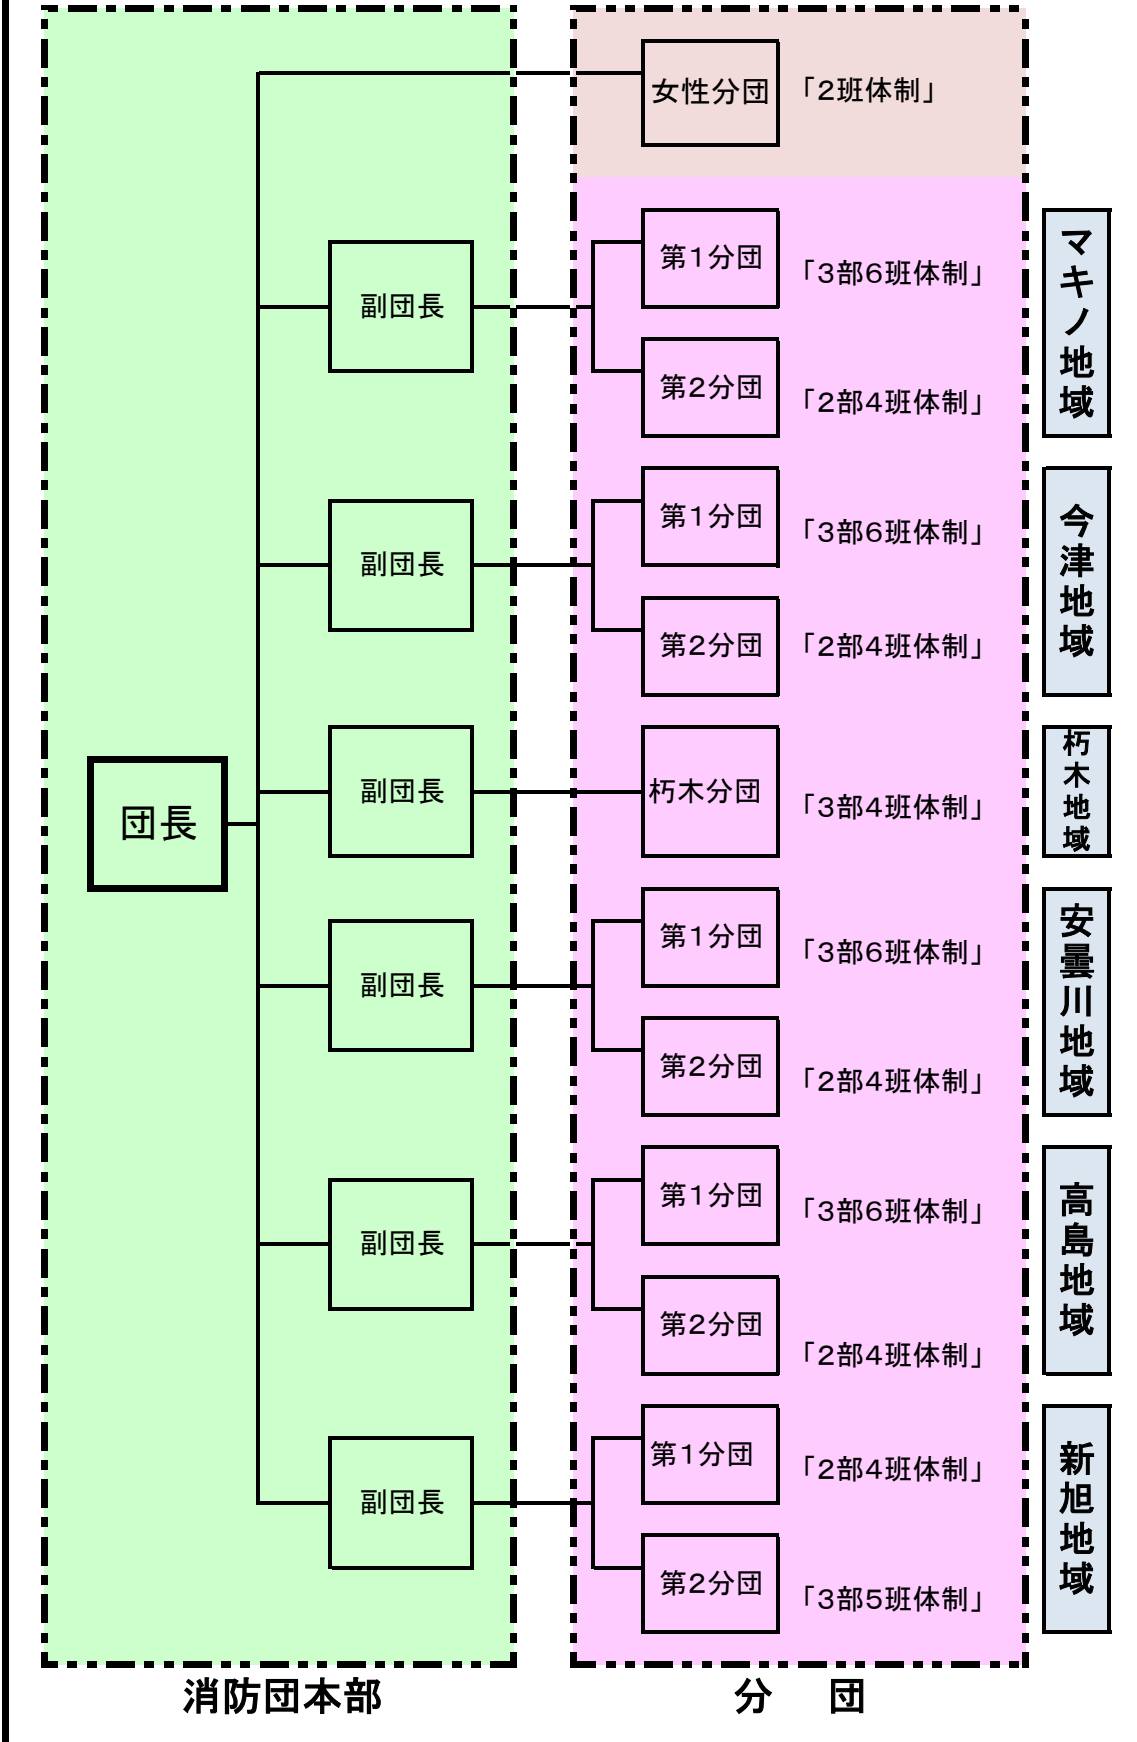 女性分団 「2班体制」
団長
副団長
第1分団 「3部6班体制」
第2分団 「2部4班体制」
マキノ地域
副団長
第1分団 「3部6班体制」
第2分団 「2部4班体制」
今津地域
副団長
朽木分団 「3部4班体制」
朽木地域
副団長
第1分団 「3部6班体制」
第2分団 「2部4班体制」
安曇川地域
副団長
第1分団 「3部6班体制」
第2分団 「2部4班体制」
高島地域
副団長
第1分団 「2部4班体制」
第2分団 「3部5班体制」
新旭地域
消防団本部
分 団